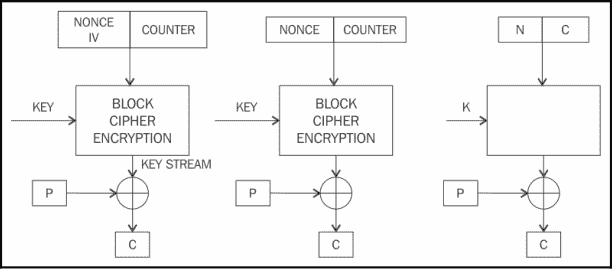 NONCE
IV
COUNTER
NONCE
COUNTER
N
C
KEY
BLOCK
CIPHER
ENCRYPTION
KEY
BLOCK
CIPHER
ENCRYPTION
K
KEY STREAM
P
P
P
C
C
C